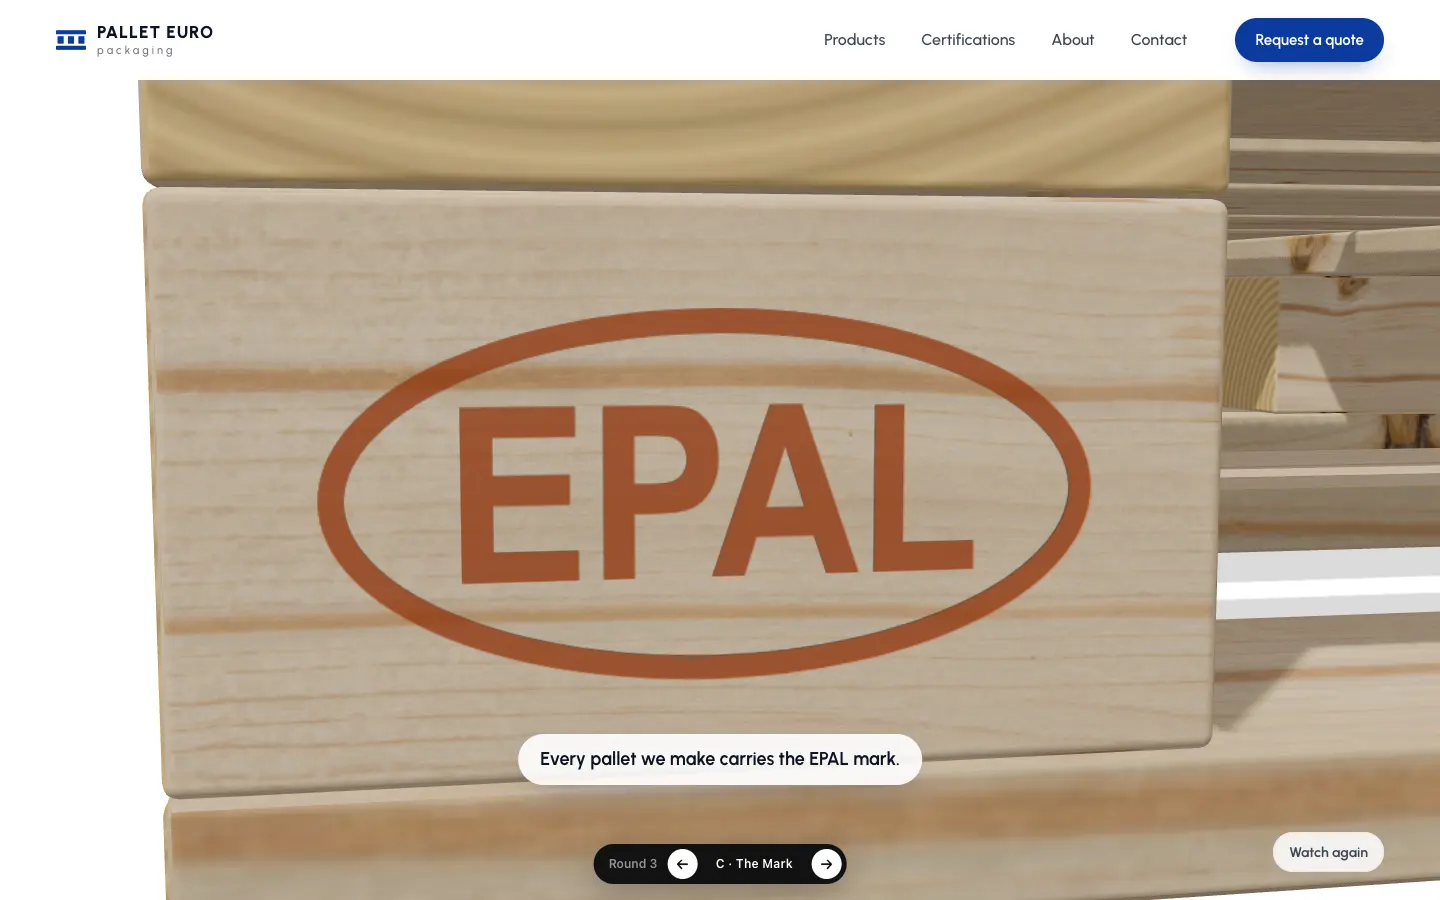 PALLET EURO
packaging
Products
Certifications
About
Contact
Request a quote
EPAL
Every pallet we make carries the EPAL mark.
Round 3
C · The Mark
Watch again